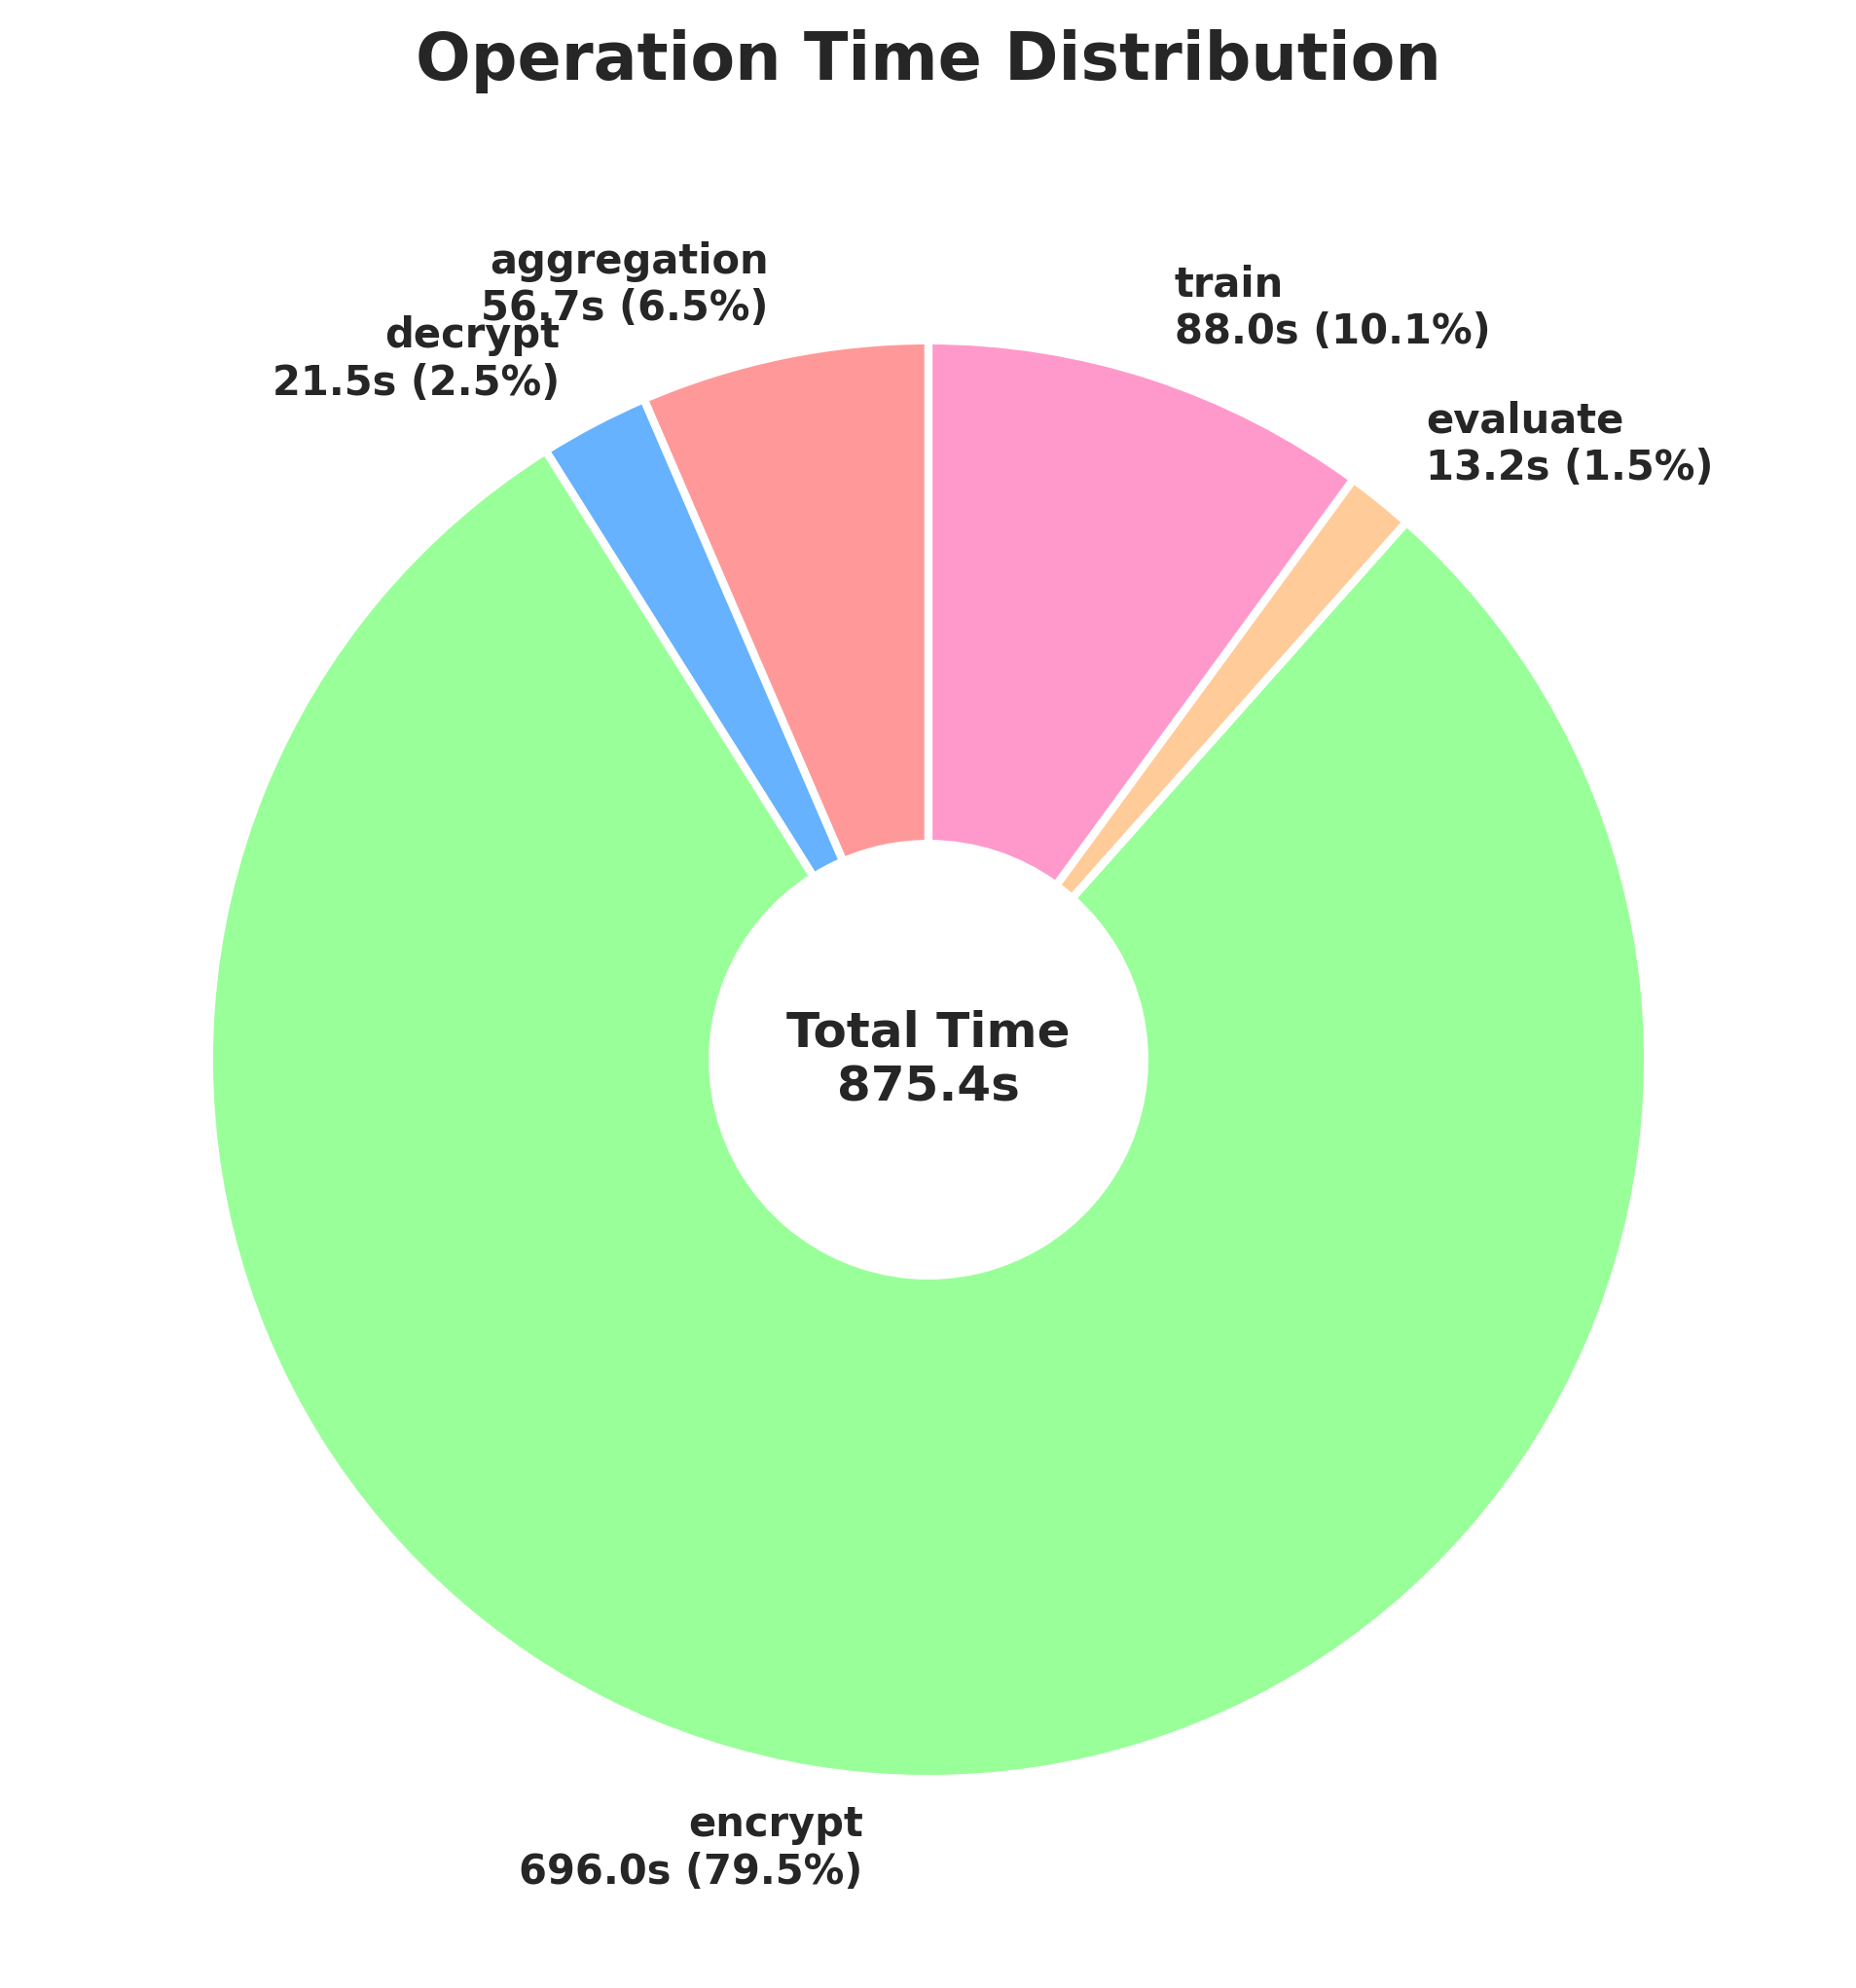 Operation Time Distribution
aggregation
56.7s (6.5%)
decrypt
21.5s (2.5%)
train
88.0s (10.1%)
evaluate
13.2s (1.5%)
Total Time
875.4s
encrypt
696.0s (79.5%)